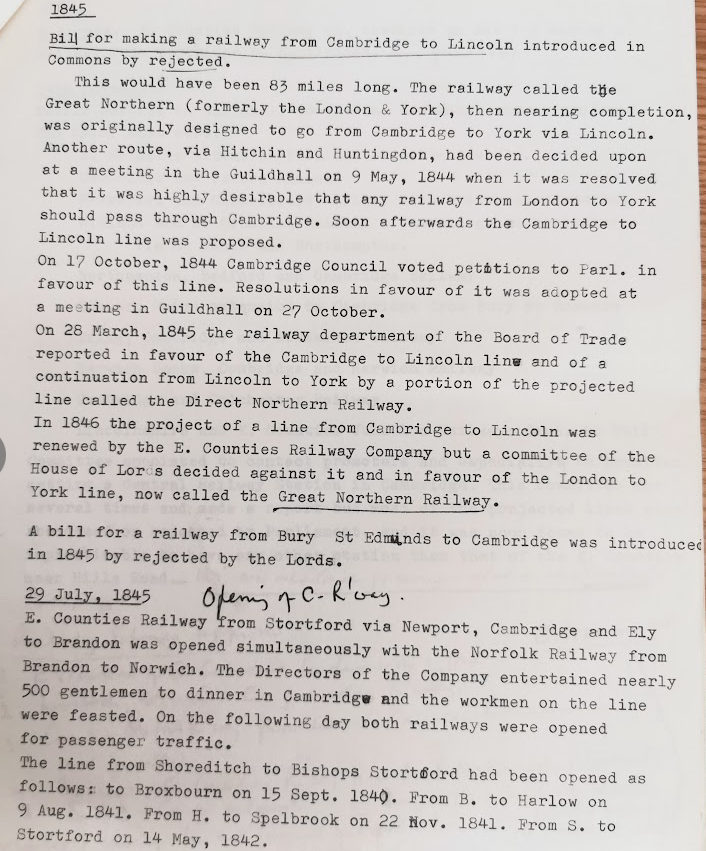 1845
Bill for making a railway from Cambridge to Lincoln introduced in
Commons by rejected.
This would have been 83 miles long. The railway called the
Great Northern (formerly the London & York), then nearing completion,
was originally designed to go from Cambridge to York via Lincoln.
Another route, via Hitchin and Huntingdon, had been decided upon
at a meeting in the Guildhall on 9 May, 1844 when it was resolved
that it was highly desirable that any railway from London to York
should pass through Cambridge. Soon afterwards the Cambridge to
Lincoln line was proposed.
On 17 October, 1844 Cambridge Council voted petitions to Parl. in
favour of this line. Resolutions in favour of it was adopted at
a meeting in Guildhall on 27 October.
On 28 March, 1845 the railway department of the Board of Trade
reported in favour of the Cambridge to Lincoln line and of a
continuation from Lincoln to York by a portion of the projected
line called the Direct Northern Railway.
In 1846 the project of a line from Cambridge to Lincoln was
renewed by the E. Counties Railway Company but a committee of the
House of Lords decided against it and in favour of the London to
York line, now called the Great Northern Railway.
A bill for a railway from Bury St Edmunds to Cambridge was introduced
in 1845 by rejected by the Lords.
29 July, 1845 Opening of C-R'way.
E. Counties Railway from Stortford via Newport, Cambridge and Ely
to Brandon was opened simultaneously with the Norfolk Railway from
Brandon to Norwich. The Directors of the Company entertained nearly
500 gentlemen to dinner in Cambridge and the workmen on the line
were feasted. On the following day both railways were opened
for passenger traffic.
The line from Shoreditch to Bishops Stortford had been opened as
follows: to Broxbourn on 15 Sept. 1840. From B. to Harlow on
9 Aug. 1841. From H. to Spelbrook on 22 Nov. 1841. From S. to
Stortford on 14 May, 1842.